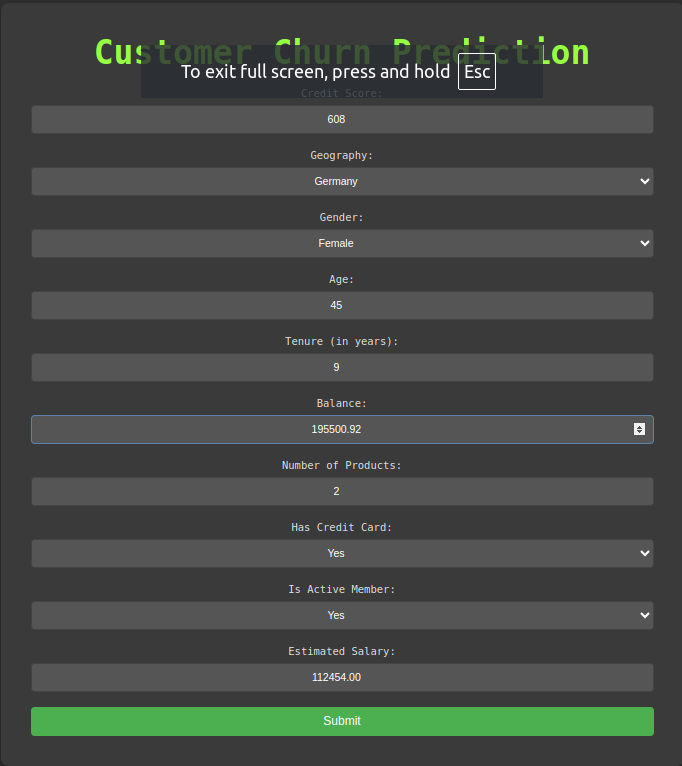 Customer Churn Prediction
To exit full screen, press and hold Esc
Credit Score:
608
Geography:
Germany
Gender:
Female
Age:
45
Tenure (in years):
9
Balance:
195500.92
Number of Products:
2
Has Credit Card:
Yes
Is Active Member:
Yes
Estimated Salary:
112454.00
Submit